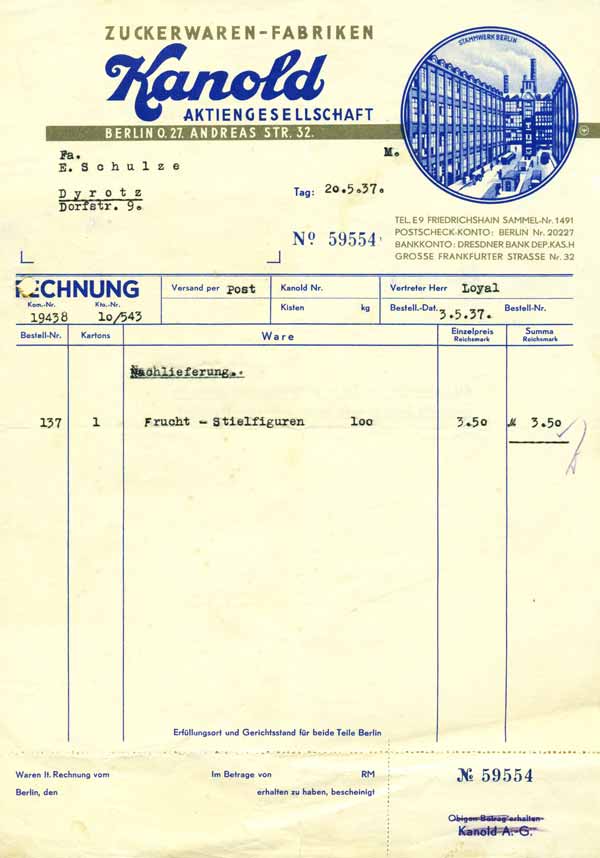 ZUCKERWAREN-FABRIKEN
Kanold
AKTIENGESELLSCHAFT
BERLIN O. 27. ANDREAS STR. 32.
STAMMWERK BERLIN
Fa. M.
E. Schulze
Dyrotz
Dorfstr. 9.
Tag: 20.5.37.
No 59554
TEL. E9 FRIEDRICHSHAIN SAMMEL-Nr. 1491
POSTSCHECK-KONTO: BERLIN Nr. 20227
BANKKONTO: DRESDNER BANK DEP. KAS. H
GROSSE FRANKFURTER STRASSE Nr. 32
RECHNUNG
Kom.-Nr. Kto.-Nr.
19438 10/543
Versand per Post
Kanold Nr.
Kisten kg
Vertreter Herr Loyal
Bestell.-Dat. 3.5.37. Bestell-Nr.
Bestell-Nr. Kartons Ware Einzelpreis Reichsmark Summa Reichsmark
Nachlieferung.
137 1 Frucht - Stielfiguren 100 3.50 M 3.50
Erfüllungsort und Gerichtsstand für beide Teile Berlin
Waren lt. Rechnung vom Im Betrage von RM № 59554
Berlin, den erhalten zu haben, bescheinigt
Obigen Betrag erhalten
Kanold A.-G.